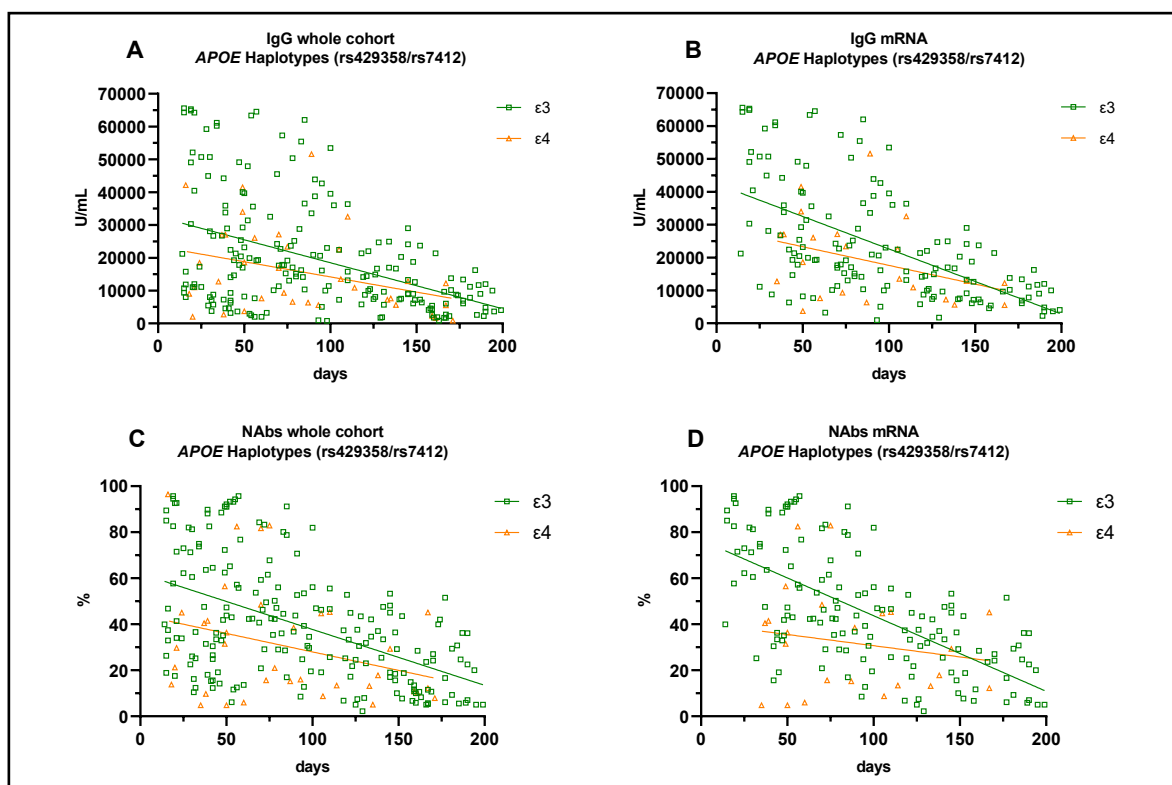 A
IgG whole cohort
APOE Haplotypes (rs429358/rs7412)
70000
60000
50000
40000
30000
20000
10000
0
U/mL
0 50 100 150 200
days
ε3
ε4
B
IgG mRNA
APOE Haplotypes (rs429358/rs7412)
70000
60000
50000
40000
30000
20000
10000
0
U/mL
0 50 100 150 200
days
ε3
ε4
C
NAbs whole cohort
APOE Haplotypes (rs429358/rs7412)
100
80
60
40
20
0
%
0 50 100 150 200
days
ε3
ε4
D
NAbs mRNA
APOE Haplotypes (rs429358/rs7412)
100
80
60
40
20
0
%
0 50 100 150 200
days
ε3
ε4